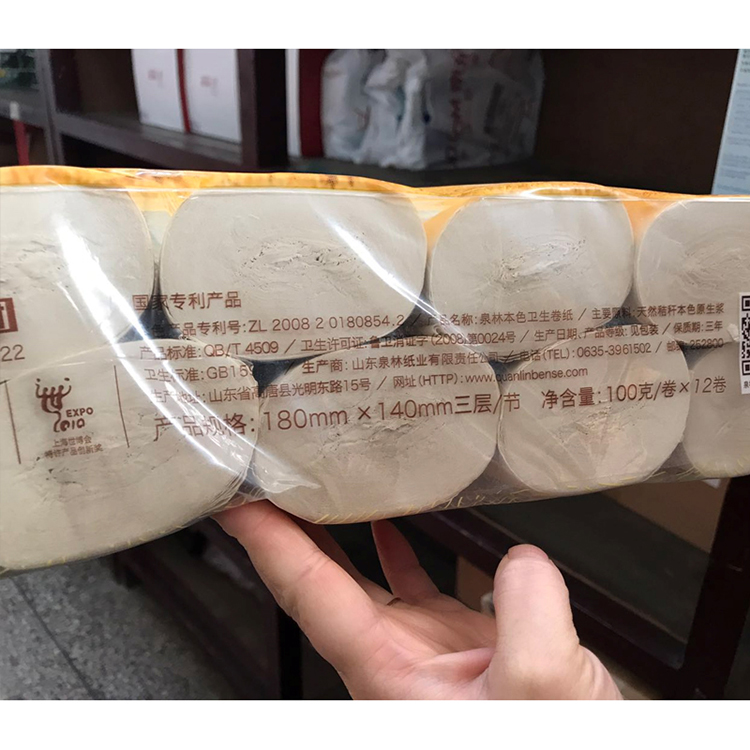 国家专利产品
产品专利号: ZL 2008 2 0180854.2
产品名称: 泉林本色卫生卷纸 / 主要原料: 天然秸秆本色原生浆
产品标准: QB/T 4509 / 卫生许可证: 鲁卫消证字 (2008) 第0024号 / 生产日期、产品等级: 见包装 / 保质期: 三年
卫生标准: GB15 / 生产商: 山东泉林纸业有限责任公司 / 电话(TEL): 0635-3961502 / 邮 : 252800
生产地址: 山东省高唐县光明东路15号 / 网址(HTTP): www.quanlinbense.com
产品规格: 180mm×140mm三层/节 净含量: 100克/卷×12卷
22
EXPO
2010
上海世博会